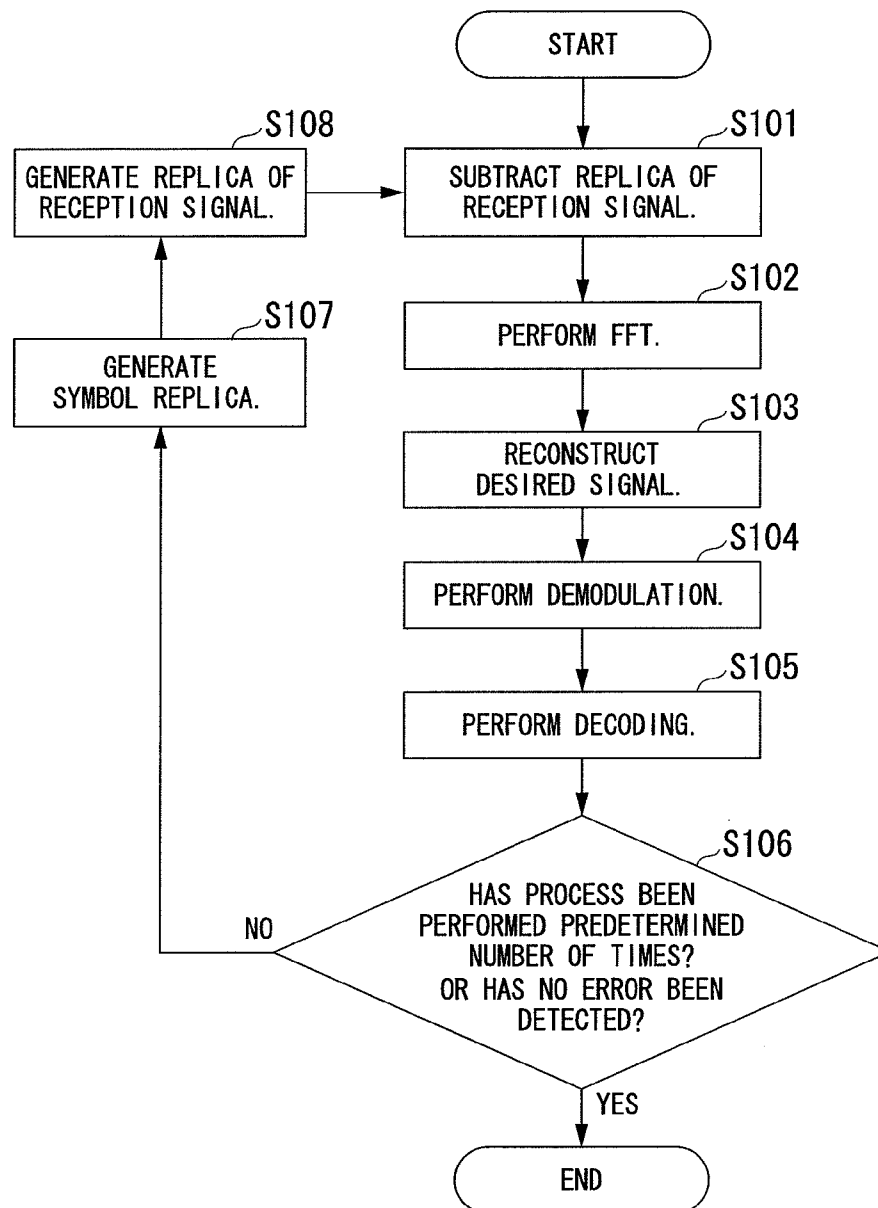 START
S101
SUBTRACT REPLICA OF
RECEPTION SIGNAL.
S102
PERFORM FFT.
S103
RECONSTRUCT
DESIRED SIGNAL.
S104
PERFORM DEMODULATION.
S105
PERFORM DECODING.
S106
HAS PROCESS BEEN
PERFORMED PREDETERMINED
NUMBER OF TIMES?
OR HAS NO ERROR BEEN
DETECTED?
NO
S107
GENERATE
SYMBOL REPLICA.
S108
GENERATE REPLICA OF
RECEPTION SIGNAL.
YES
END